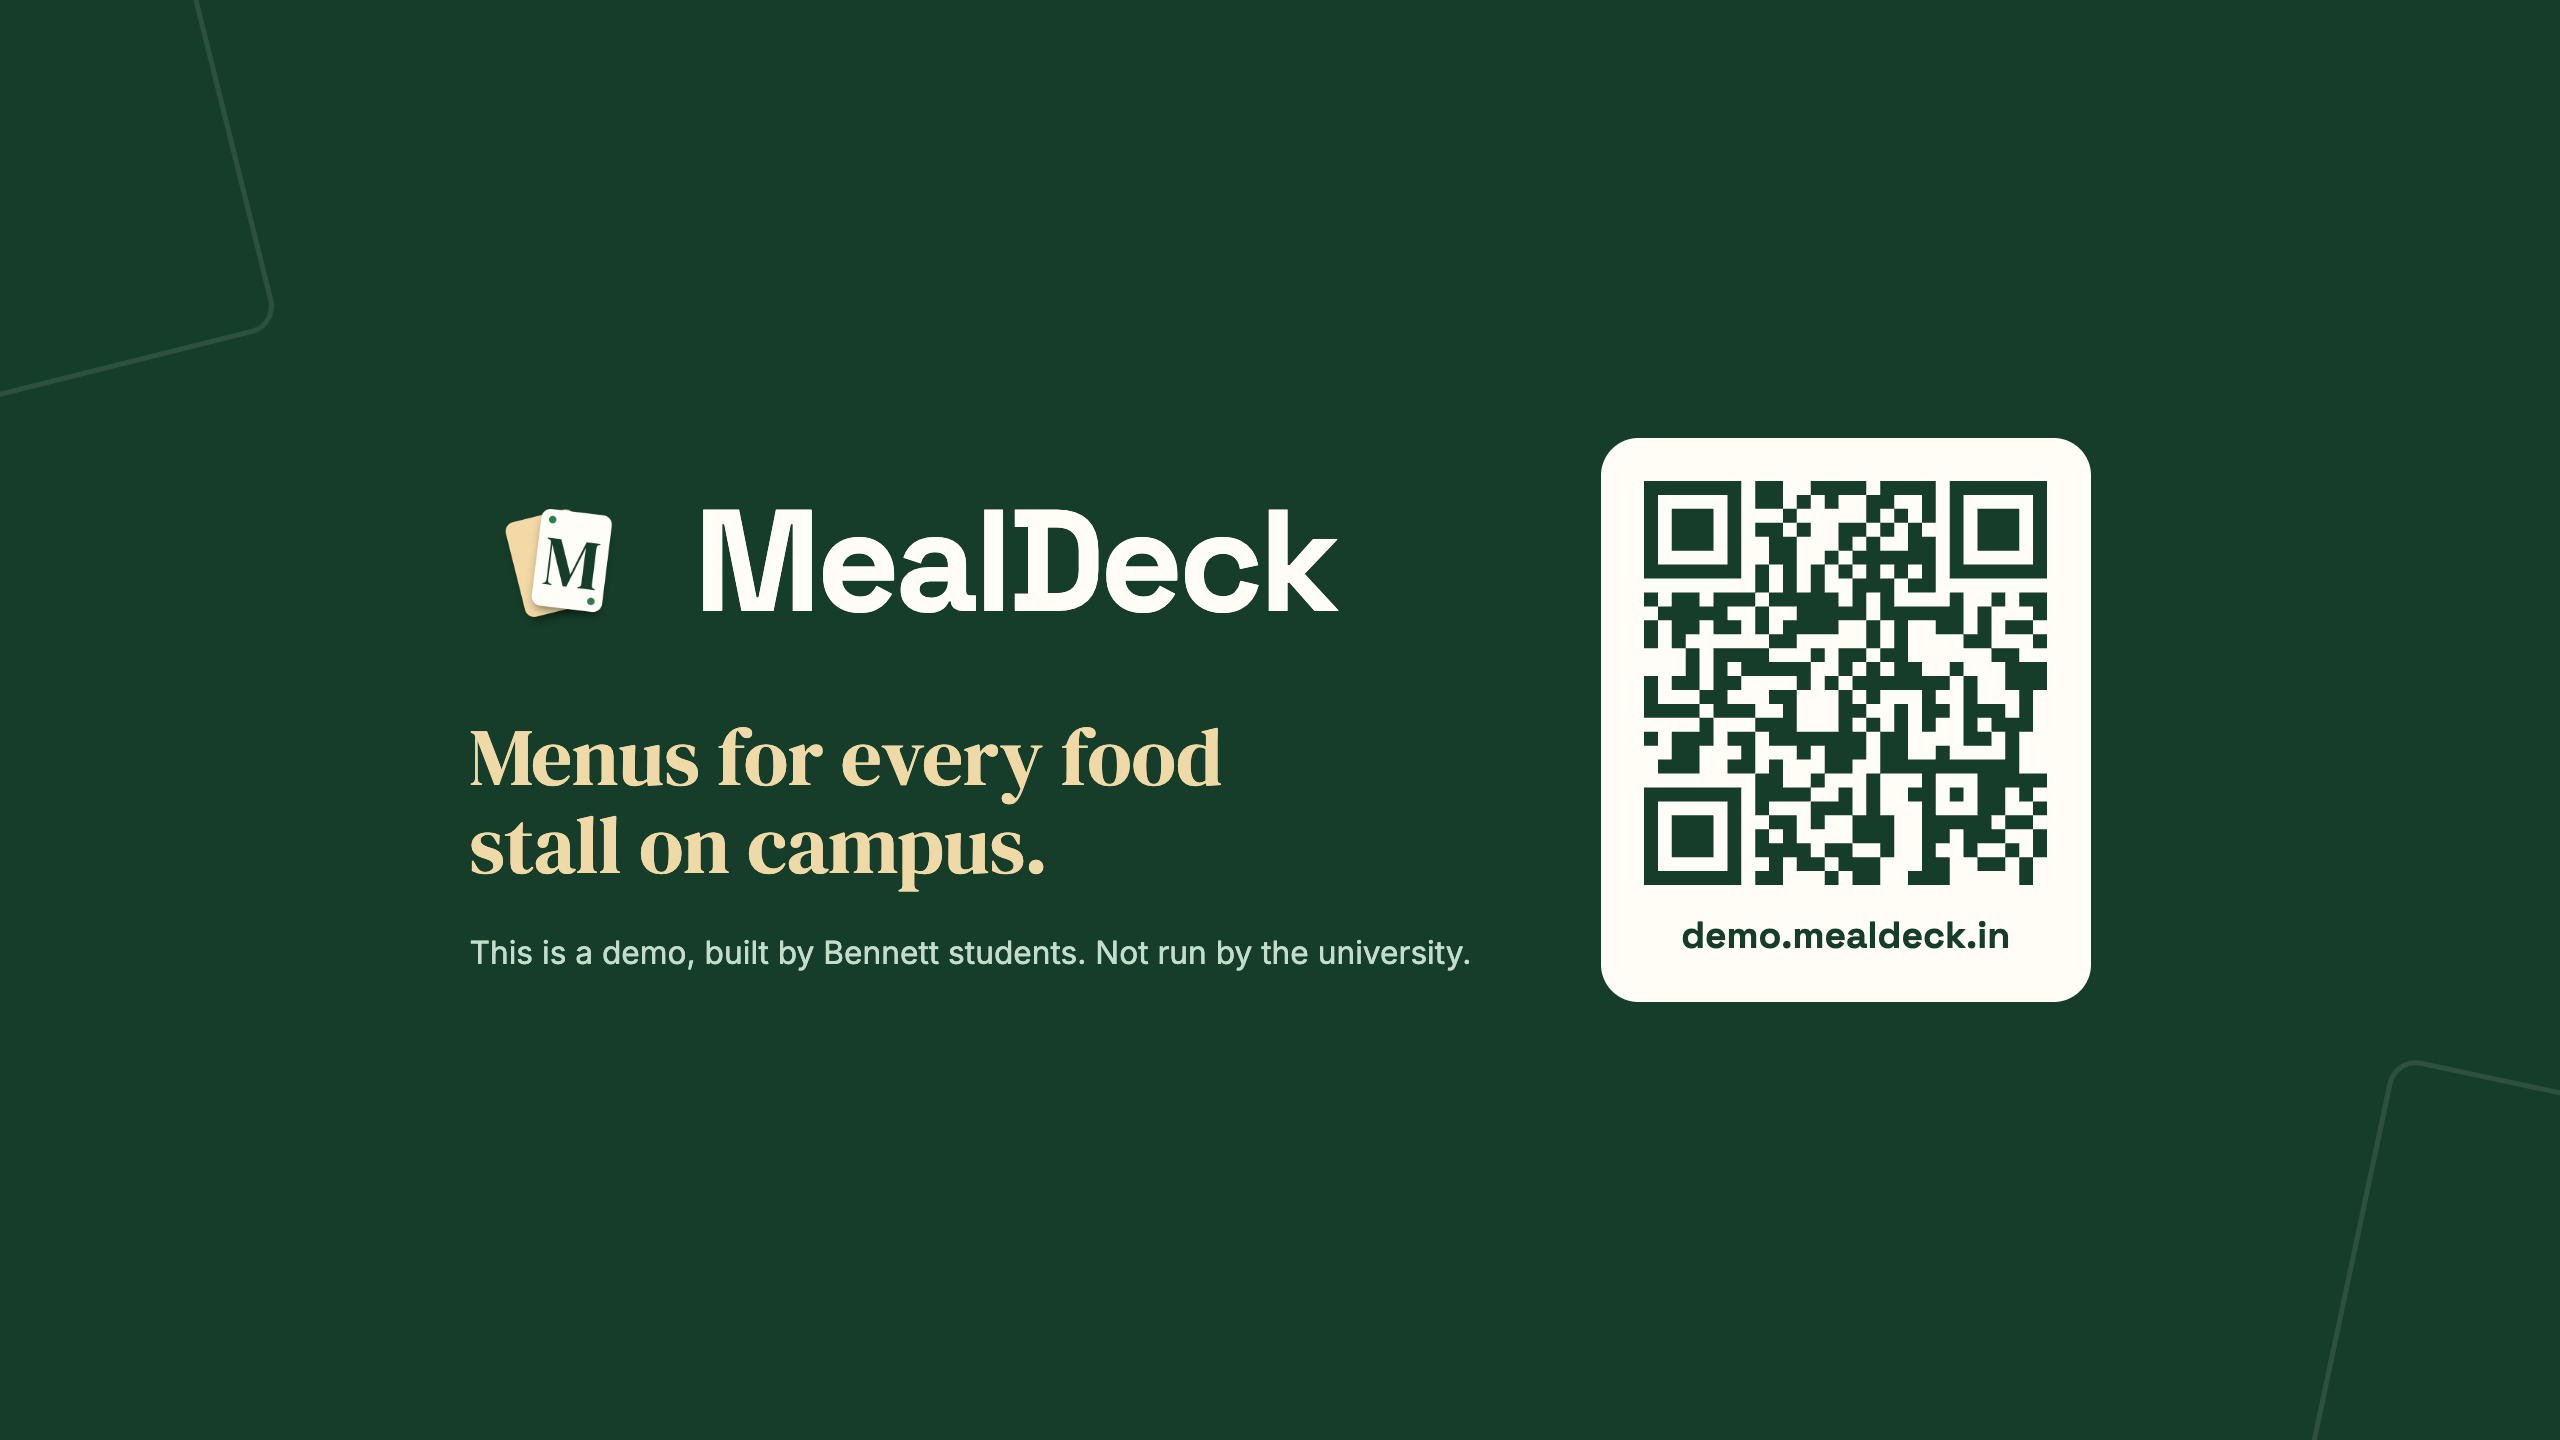 M
MealDeck
Menus for every food
stall on campus.
This is a demo, built by Bennett students. Not run by the university.
demo.mealdeck.in